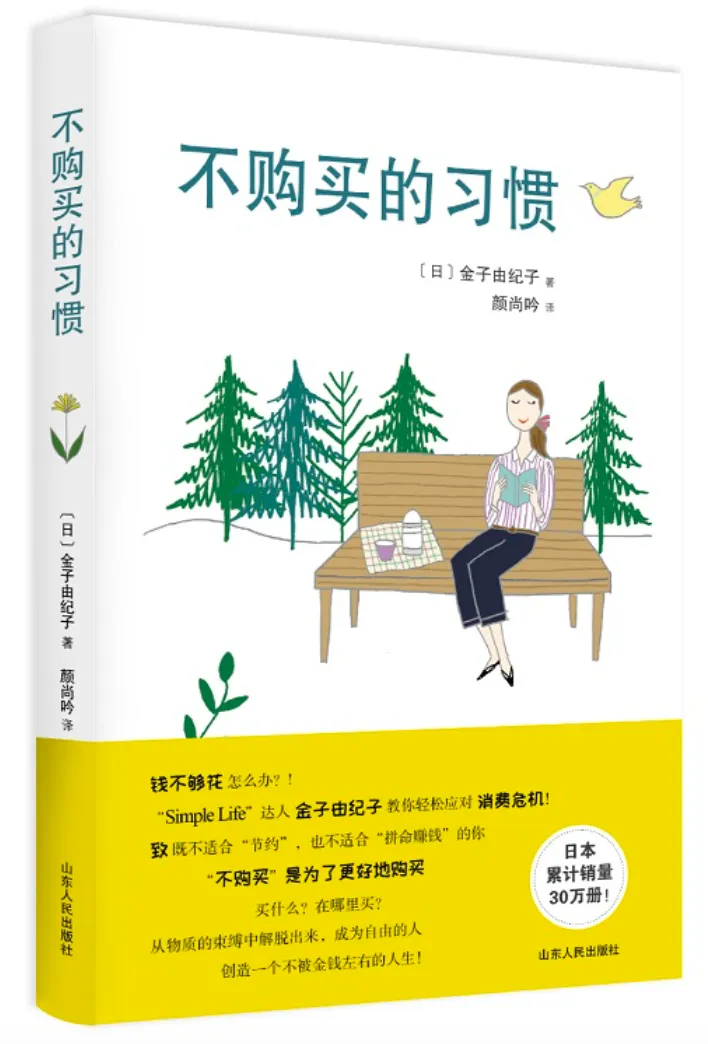 不购买的习惯
〔日〕金子由纪子 著
颜尚吟 译
钱不够花 怎么办?!
“Simple Life”达人 金子由纪子 教你轻松应对 消费危机!
致 既不适合“节约”，也不适合“拼命赚钱”的你
“不购买”是为了更好地购买
买什么？在哪里买？
从物质的束缚中解脱出来，成为自由的人
创造一个不被金钱左右的人生!
日本
累计销量
30万册!
山东人民出版社
不购买的习惯
〔日〕金子由纪子 著
颜尚吟 译
山东人民出版社